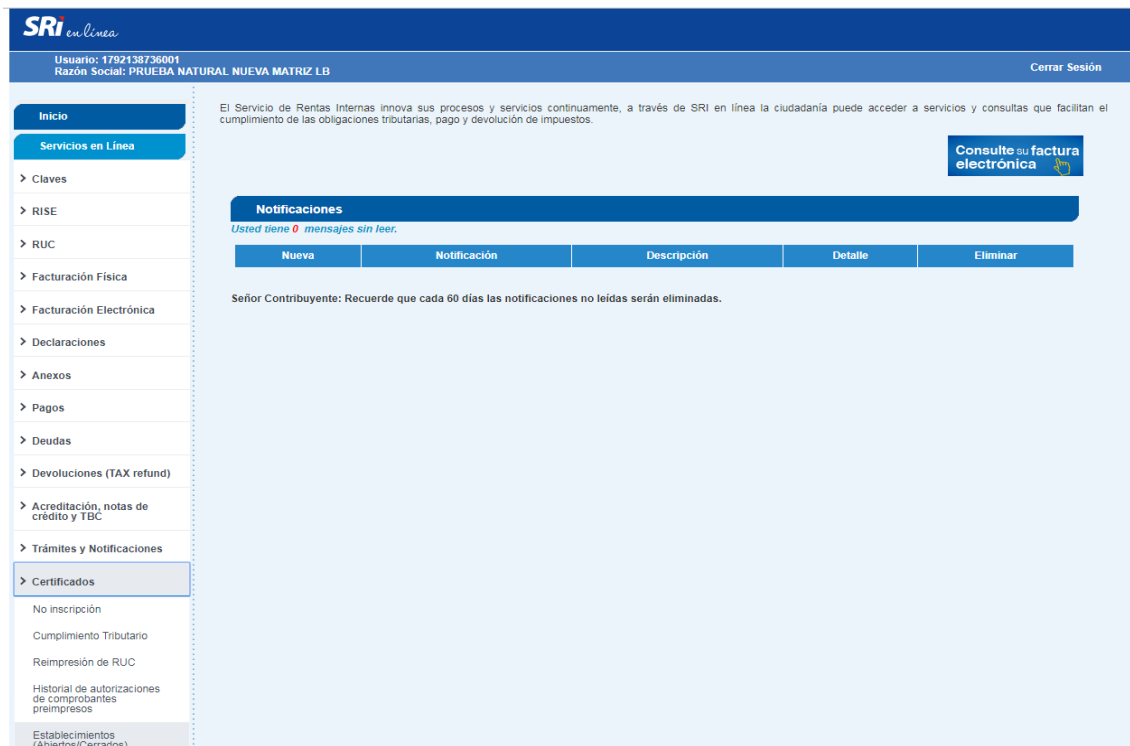 SRi en línea
Usuario: 1792138736001
Razón Social: PRUEBA NATURAL NUEVA MATRIZ LB
Cerrar Sesión
Inicio
Servicios en Línea
Claves
RISE
RUC
Facturación Física
Facturación Electrónica
Declaraciones
Anexos
Pagos
Deudas
Devoluciones (TAX refund)
Acreditación, notas de
crédito y TBC
Trámites y Notificaciones
Certificados
No inscripción
Cumplimiento Tributario
Reimpresión de RUC
Historial de autorizaciones
de comprobantes
preimpresos
Establecimientos
(Abiertos/Cerrados)
El Servicio de Rentas Internas innova sus procesos y servicios continuamente, a través de SRI en línea la ciudadanía puede acceder a servicios y consultas que facilitan el
cumplimiento de las obligaciones tributarias, pago y devolución de impuestos.
Consulte su factura
electrónica
Notificaciones
Usted tiene 0 mensajes sin leer.
Nueva Notificación Descripción Detalle Eliminar
Señor Contribuyente: Recuerde que cada 60 días las notificaciones no leídas serán eliminadas.